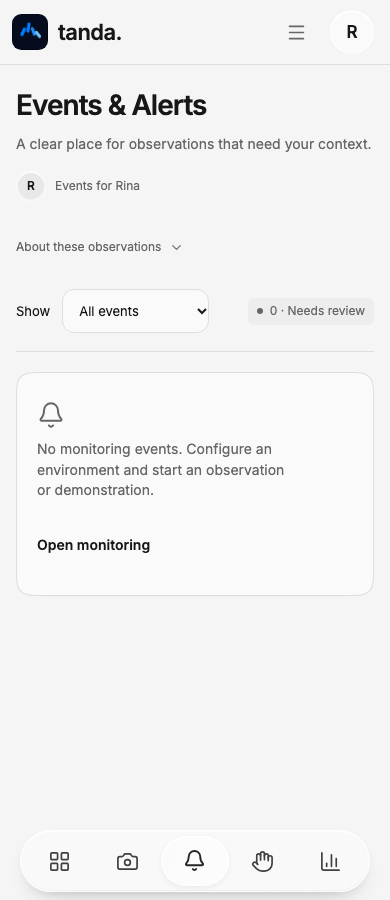 tanda.
R
Events & Alerts
A clear place for observations that need your context.
R
Events for Rina
About these observations
Show
All events
0 · Needs review
No monitoring events. Configure an
environment and start an observation
or demonstration.
Open monitoring